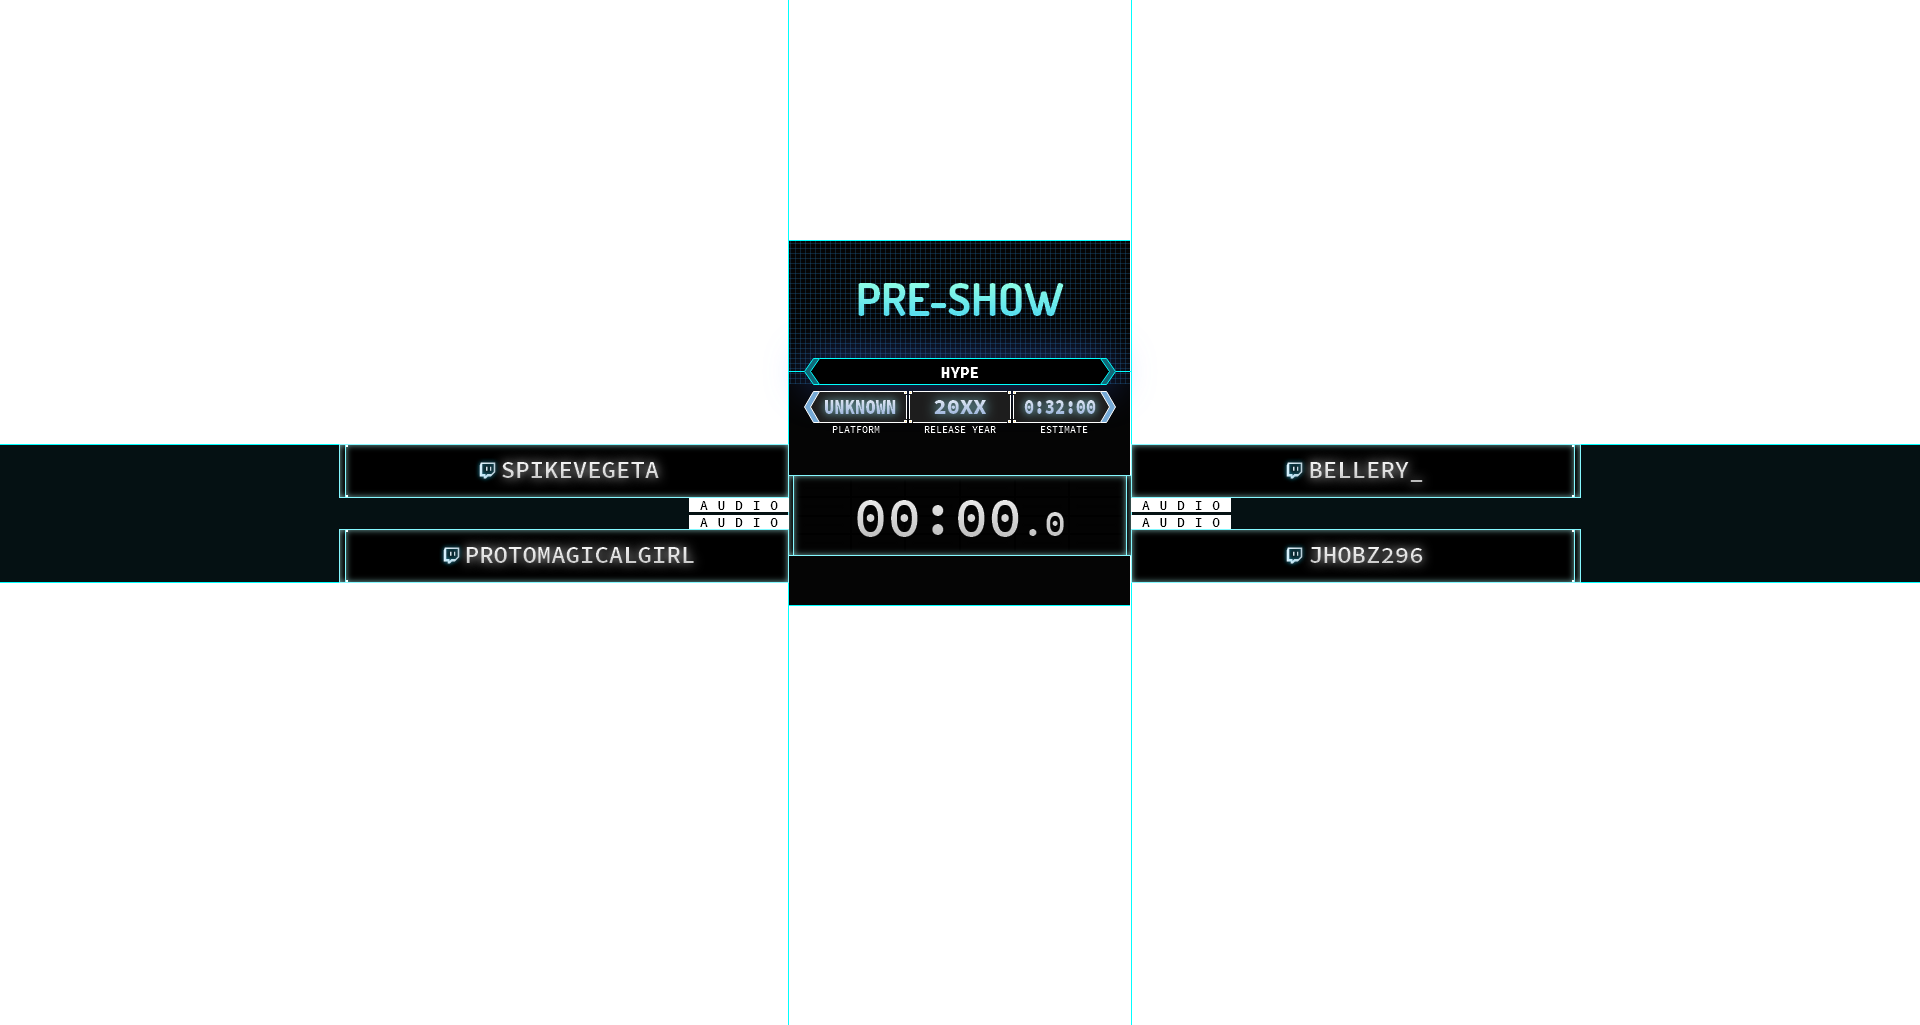 PRE-SHOW
HYPE
UNKNOWN 20XX 0:32:00
PLATFORM RELEASE YEAR ESTIMATE
SPIKEVEGETA
AUDIO
AUDIO
PROTOMAGICALGIRL
00:00.0
BELLERY_
AUDIO
AUDIO
JHOBZ296